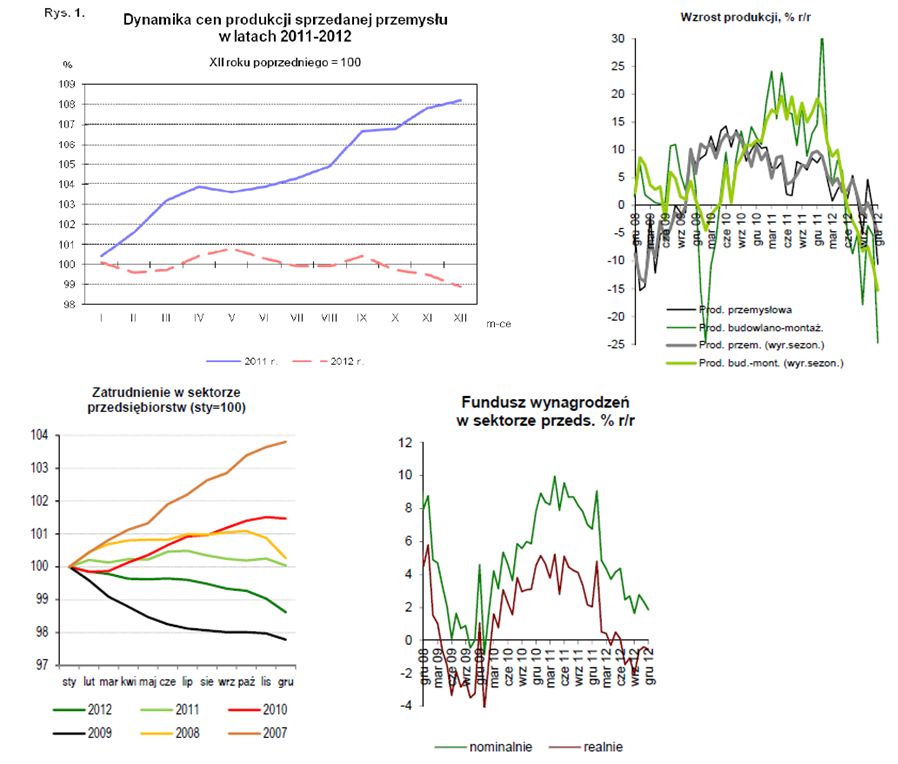 Rys. 1.
Dynamika cen produkcji sprzedanej przemysłu
w latach 2011-2012
XII roku poprzedniego = 100
%
109
108
107
106
105
104
103
102
101
100
99
98
I II III IV V VI VII VIII IX X XI XII
m-ce
2011 r. 2012 r.
Wzrost produkcji, % r/r
30
25
20
15
10
5
0
-5
-10
-15
-20
-25
gru 08 mar 09 cze 09 wrz 09 gru 09 mar 10 cze 10 wrz 10 gru 10 mar 11 cze 11 wrz 11 gru 11 mar 12 cze 12 wrz 12 gru 12
Prod. przemysłowa
Prod. budowlano-montaż.
Prod. przem. (wyr.sezon.)
Prod. bud.-mont. (wyr.sezon.)
Zatrudnienie w sektorze
przedsiębiorstw (sty=100)
104
103
102
101
100
99
98
97
sty lut mar kwi maj cze lip sie wrz paź lis gru
2012 2011 2010
2009 2008 2007
Fundusz wynagrodzeń
w sektorze przeds. % r/r
12
10
8
6
4
2
0
-2
-4
gru 08 mar 09 cze 09 wrz 09 gru 09 mar 10 cze 10 wrz 10 gru 10 mar 11 cze 11 wrz 11 gru 11 mar 12 cze 12 wrz 12 gru 12
nominalnie realnie